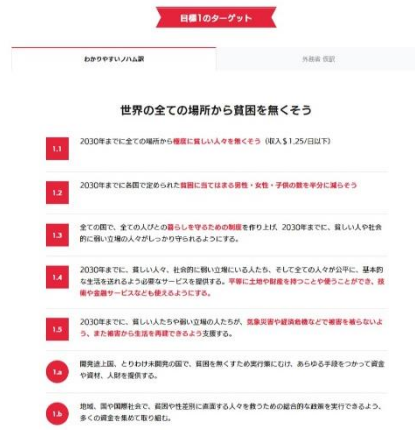 目標1のターゲット
わかりやすいノハム訳
外務省 仮訳
世界の全ての場所から貧困を無くそう
1.1
2030年までに全ての場所から極度に貧しい人々を無くそう（収入＄1.25/日以下）
1.2
2030年までに各国で定められた貧困に当てはまる男性・女性・子供の数を半分に減らそう
1.3
全ての国で、全ての人びとの暮らしを守るための制度を作り上げ、2030年までに、貧しい人や社会
的に弱い立場の人々がしっかり守られるようにする。
1.4
2030年までに、貧しい人、社会的に弱い立場にいる人たち、そして全ての人々が公平に、基本的
な生活を送れるよう必要なサービスを提供する。平等に土地や財産を持つことや使うことができ、技
術や金融サービスなども使えるようにする。
1.5
2030年までに、貧しい人たちや弱い立場の人たちが、気象災害や経済危機などで被害を被らないよ
う、また被害から生活を再建できるよう支援する。
1.a
開発途上国、とりわけ未開発の国で、貧困を無くすため実行策にむけ、あらゆる手段をつかって資金
や資材、人財を提供する。
1.b
地域、国や国際社会で、貧困や性差別に直面する人々を救うための総合的な政策を実行できるよう、
多くの資金を集めて取り組む。